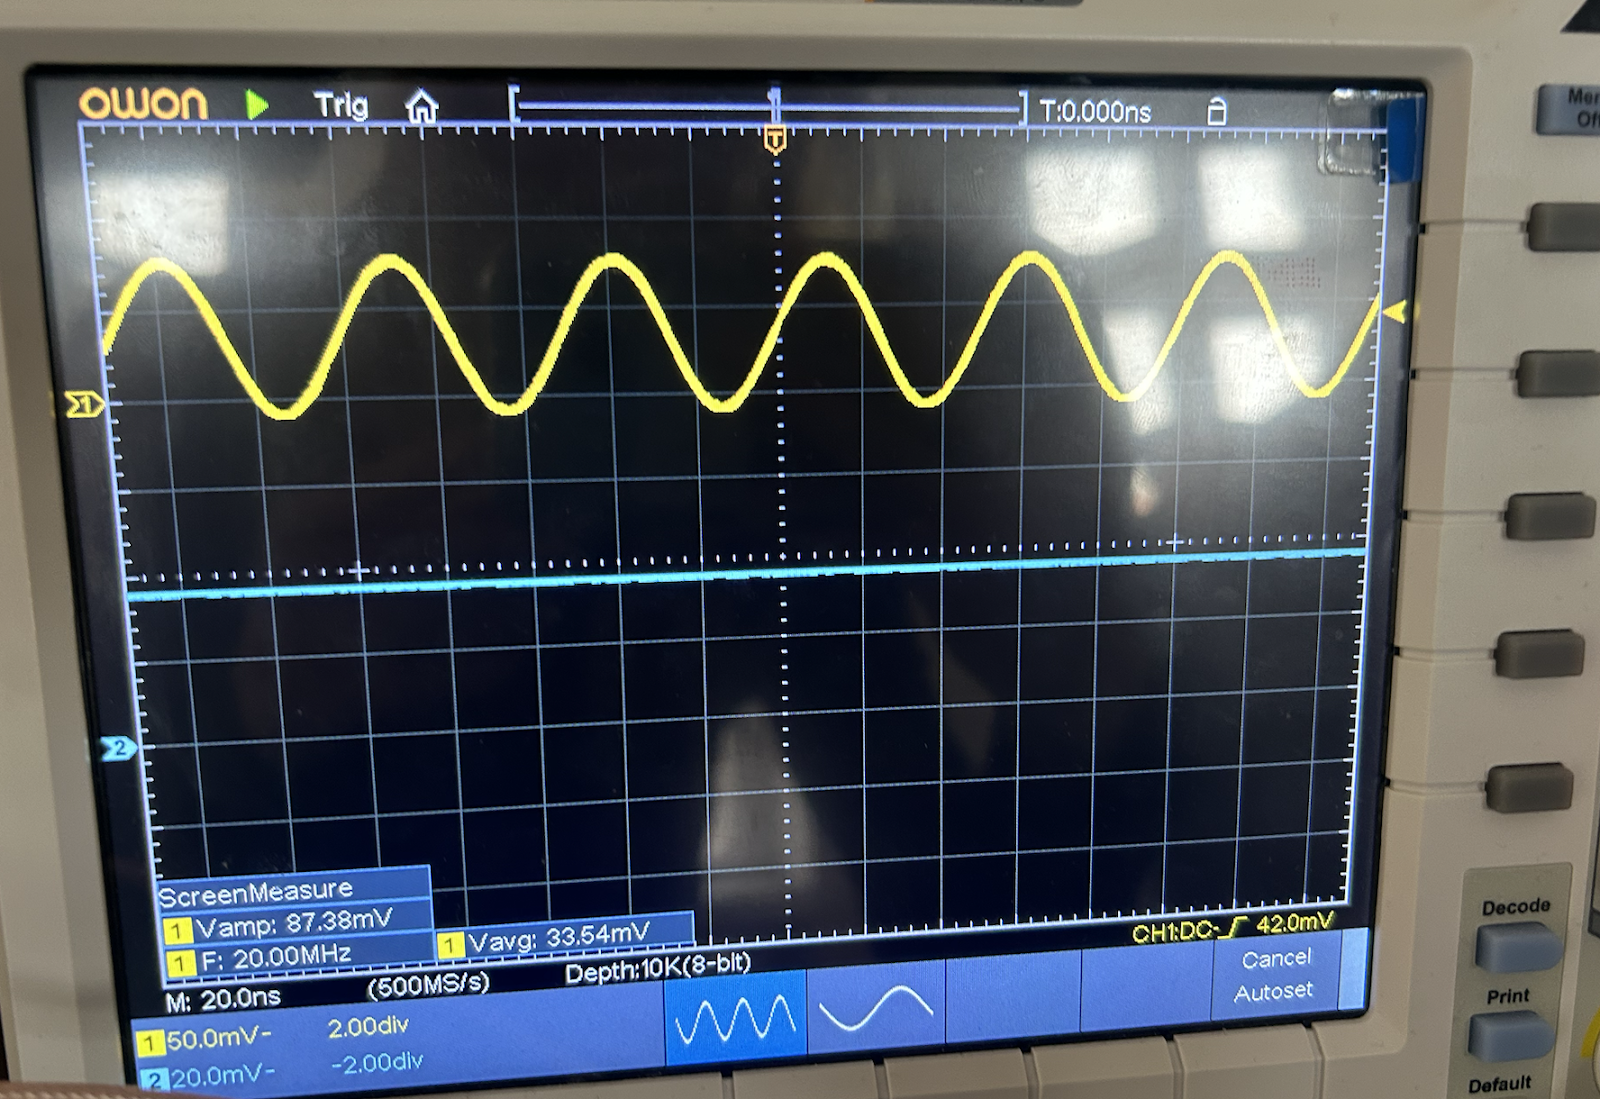 owon Trig T:0.000ns
T
1
2
ScreenMeasure
1 Vamp: 87.38mV
1 F: 20.00MHz
1 Vavg: 33.54mV
CH1:DC- 42.0mV
M: 20.0ns (500MS/s) Depth:10K(8-bit)
1 50.0mV- 2.00div
2 20.0mV- -2.00div
Cancel
Autoset
Decode
Print
Default